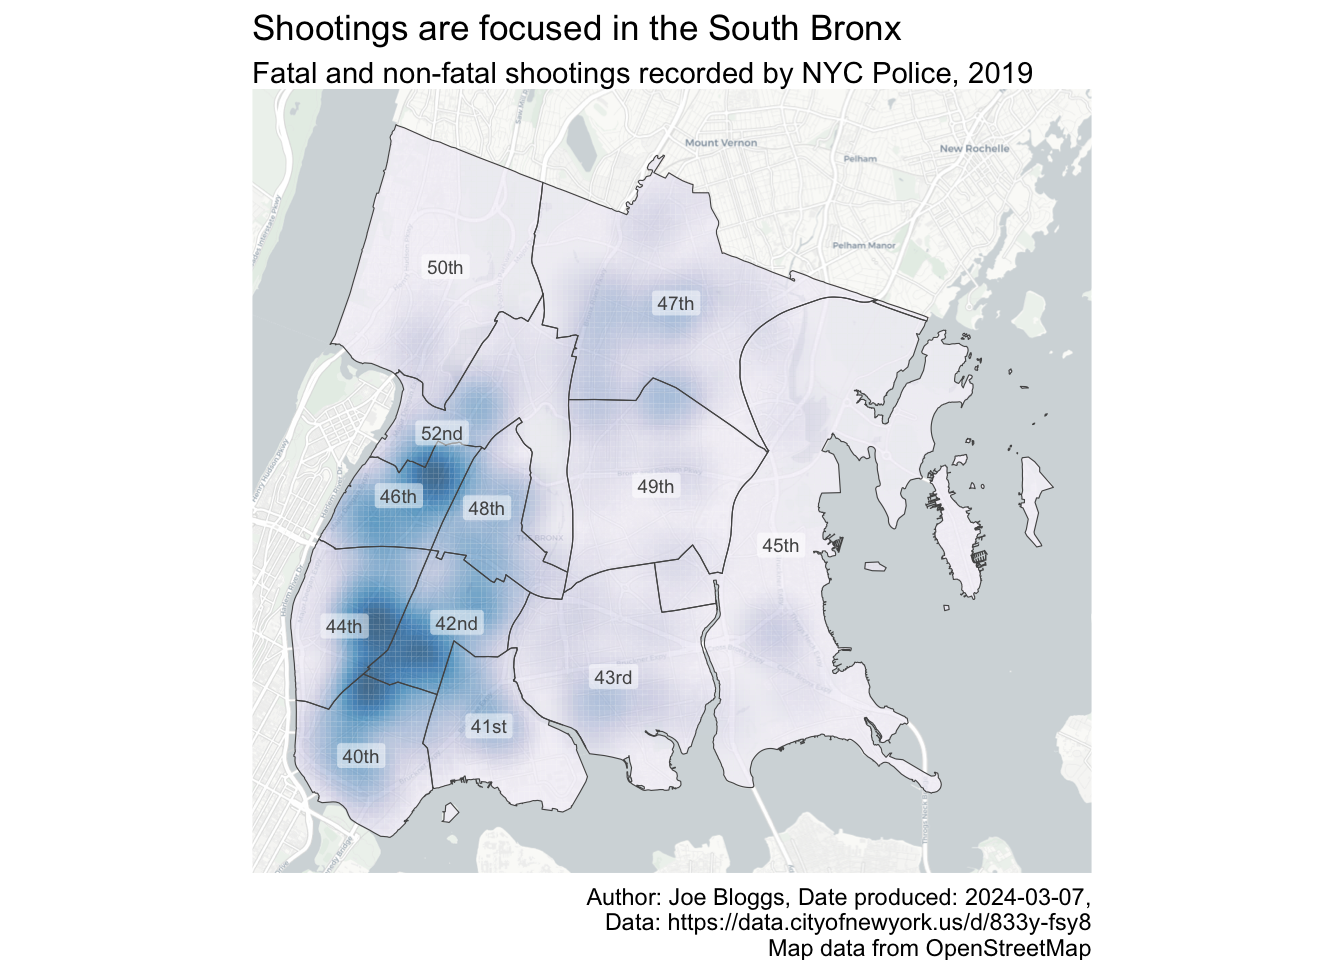 Shootings are focused in the South Bronx
Fatal and non-fatal shootings recorded by NYC Police, 2019
Mount Vernon
New Rochelle
Pelham
Pelham Manor
50th
47th
52nd
46th
48th
49th
THE BRONX
45th
44th
42nd
43rd
41st
40th
Author: Joe Bloggs, Date produced: 2024-03-07,
Data: https://data.cityofnewyork.us/d/833y-fsy8
Map data from OpenStreetMap